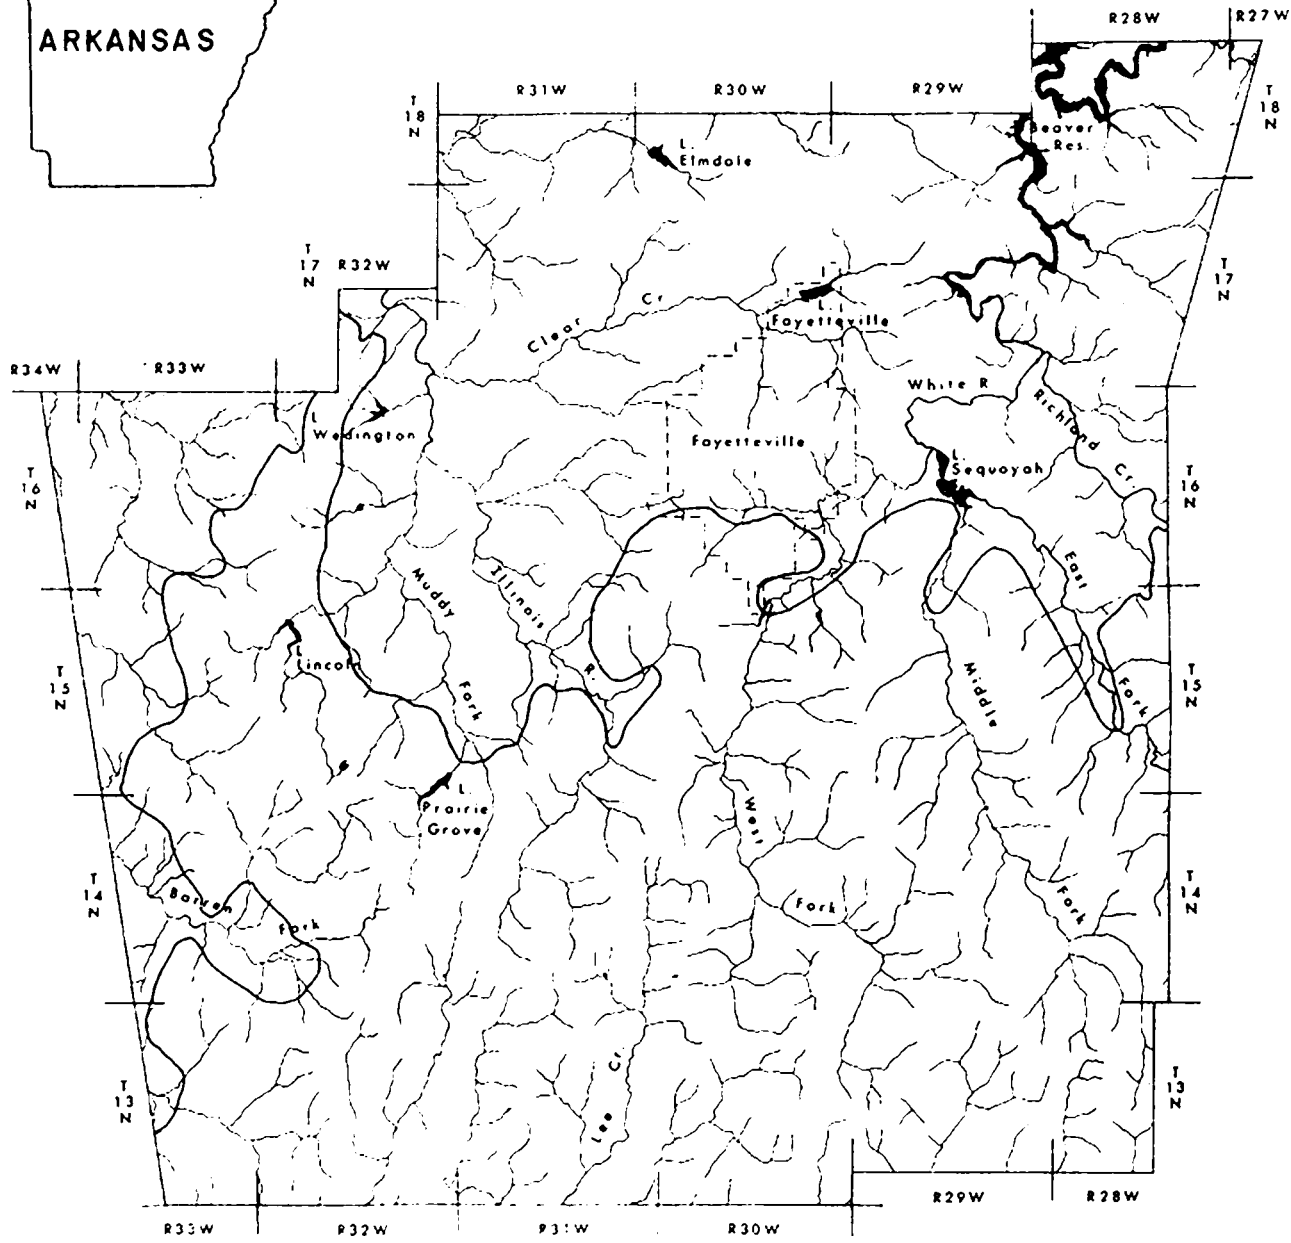 ARKANSAS
R28W
R27W
R31W
R30W
R29W
T
18
N
T
18
N
Beaver
Res.
L.
Elmdale
T
17
N
R32W
T
17
N
Clear Cr.
L.
Fayetteville
R34W
R33W
White R
Richland Cr.
L
Wedington
Fayetteville
L.
Sequoyah
T
16
N
T
16
N
Muddy Fork
Illinois R.
East Fork
L.
Lincoln
T
15
N
Middle Fork
T
15
N
L.
Prairie
Grove
West Fork
T
14
N
Barren Fork
T
14
N
Lee Cr.
T
13
N
T
13
N
R29W
R28W
R33W
R32W
R31W
R30W